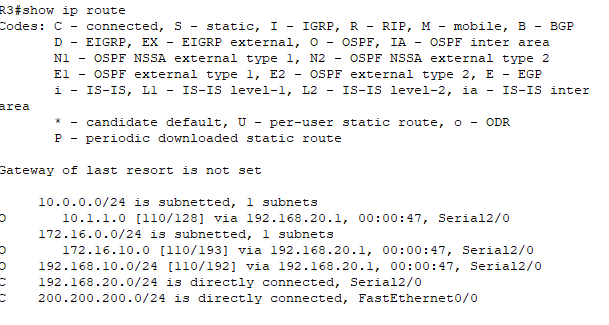 R3#show ip route
Codes: C - connected, S - static, I - IGRP, R - RIP, M - mobile, B - BGP
D - EIGRP, EX - EIGRP external, O - OSPF, IA - OSPF inter area
N1 - OSPF NSSA external type 1, N2 - OSPF NSSA external type 2
E1 - OSPF external type 1, E2 - OSPF external type 2, E - EGP
i - IS-IS, L1 - IS-IS level-1, L2 - IS-IS level-2, ia - IS-IS inter
area
* - candidate default, U - per-user static route, o - ODR
P - periodic downloaded static route
Gateway of last resort is not set
10.0.0.0/24 is subnetted, 1 subnets
O 10.1.1.0 [110/128] via 192.168.20.1, 00:00:47, Serial2/0
172.16.0.0/24 is subnetted, 1 subnets
O 172.16.10.0 [110/193] via 192.168.20.1, 00:00:47, Serial2/0
O 192.168.10.0/24 [110/192] via 192.168.20.1, 00:00:47, Serial2/0
C 192.168.20.0/24 is directly connected, Serial2/0
C 200.200.200.0/24 is directly connected, FastEthernet0/0